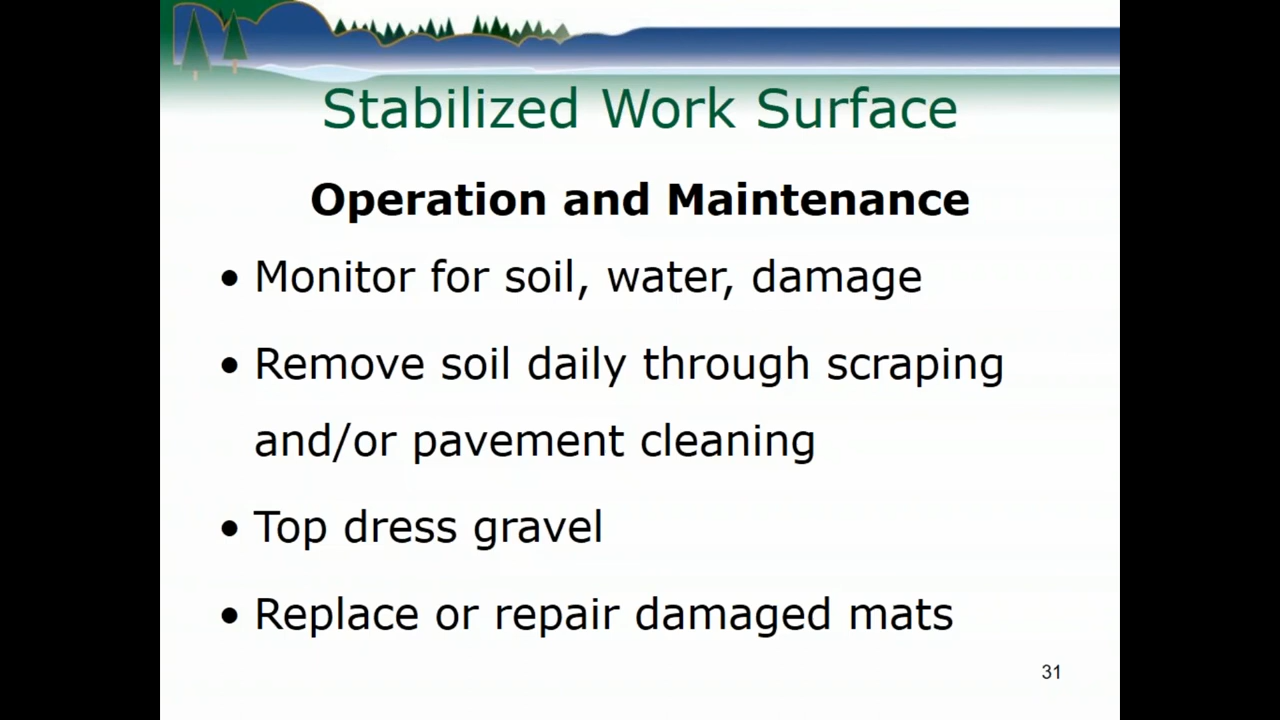 Stabilized Work Surface
Operation and Maintenance
• Monitor for soil, water, damage
• Remove soil daily through scraping
and/or pavement cleaning
• Top dress gravel
• Replace or repair damaged mats
31